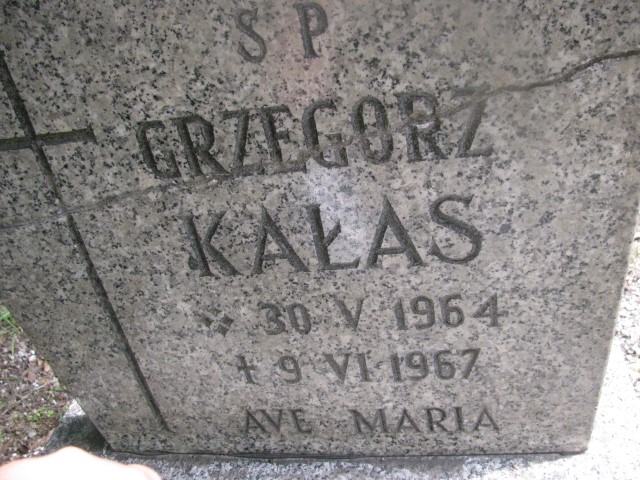 S P
GRZEGORZ
KAŁAS
30 V 1964
9 VI 1967
AVE MARIA